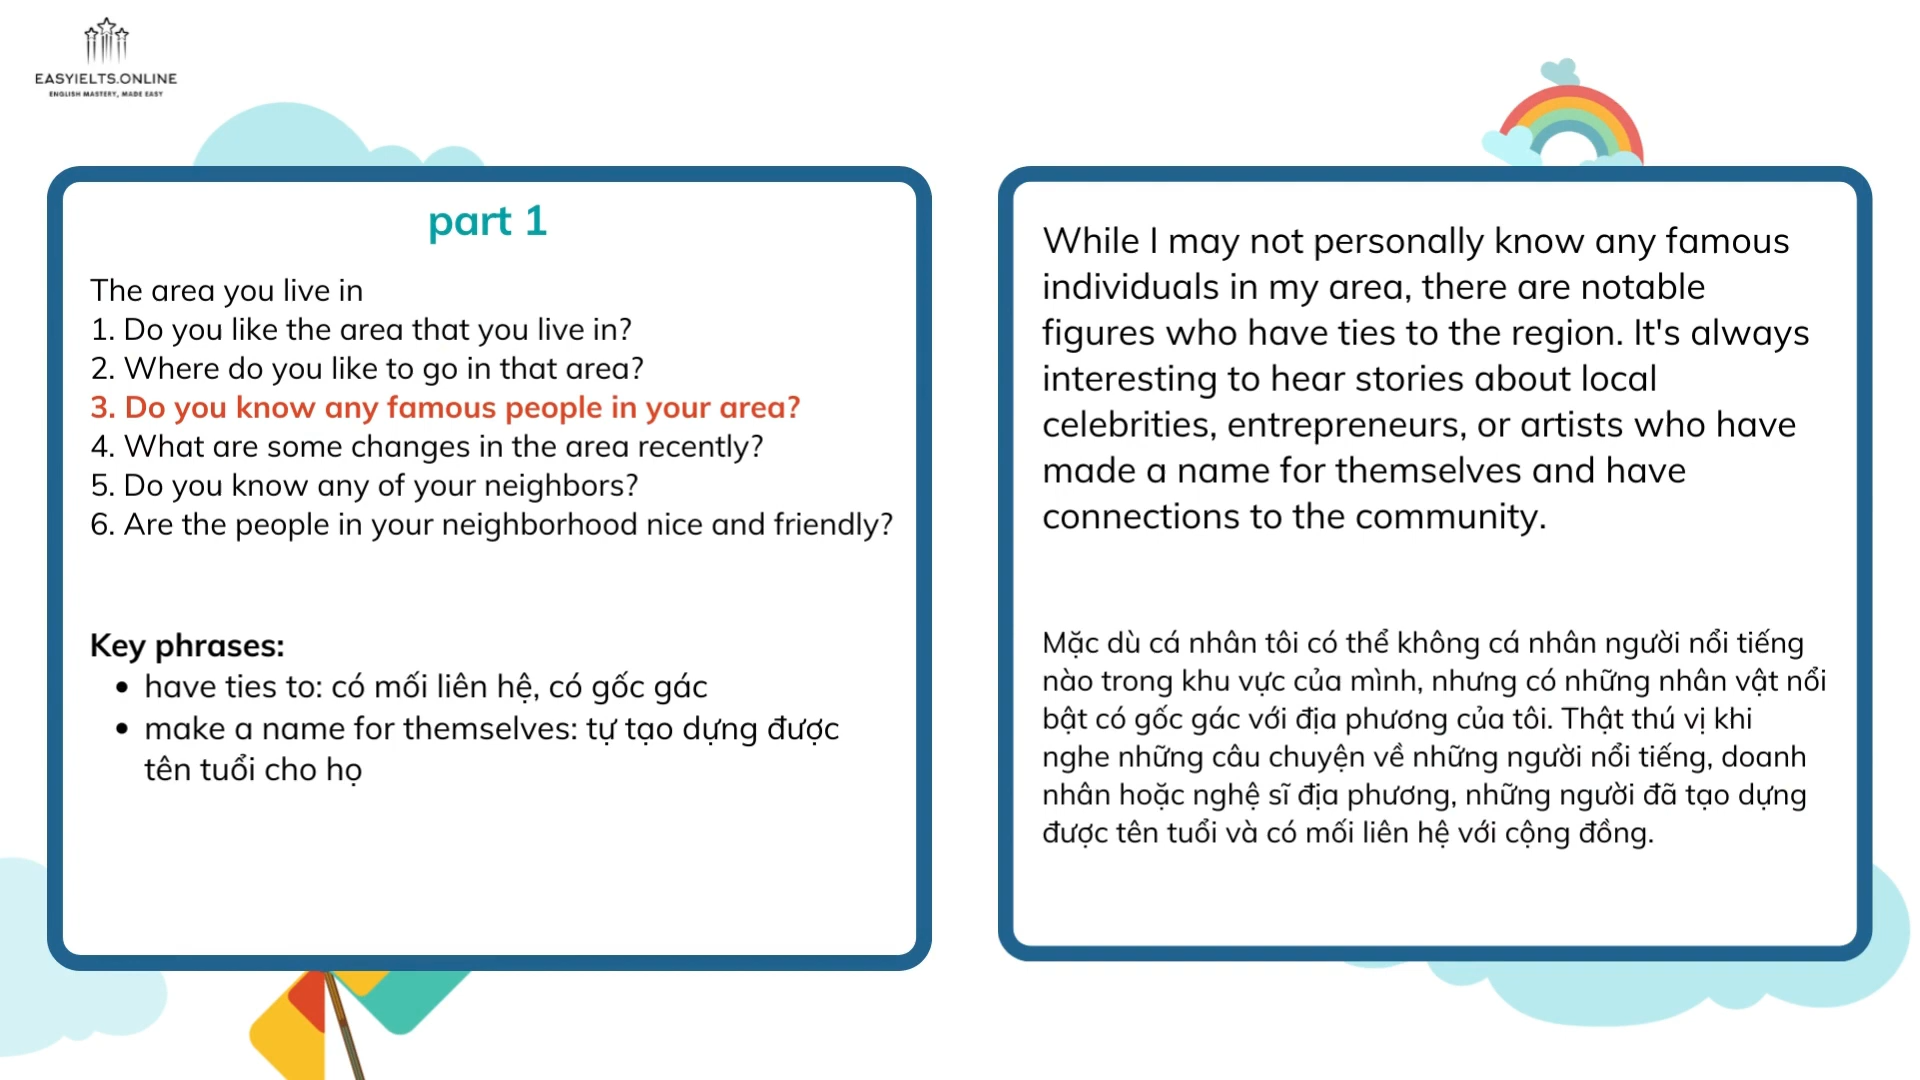 EASYIELTS.ONLINE
ENGLISH MASTERY, MADE EASY
part 1
The area you live in
1. Do you like the area that you live in?
2. Where do you like to go in that area?
3. Do you know any famous people in your area?
4. What are some changes in the area recently?
5. Do you know any of your neighbors?
6. Are the people in your neighborhood nice and friendly?
Key phrases:
• have ties to: có mối liên hệ, có gốc gác
• make a name for themselves: tự tạo dựng được
tên tuổi cho họ
While I may not personally know any famous
individuals in my area, there are notable
figures who have ties to the region. It's always
interesting to hear stories about local
celebrities, entrepreneurs, or artists who have
made a name for themselves and have
connections to the community.
Mặc dù cá nhân tôi có thể không cá nhân người nổi tiếng
nào trong khu vực của mình, nhưng có những nhân vật nổi
bật có gốc gác với địa phương của tôi. Thật thú vị khi
nghe những câu chuyện về những người nổi tiếng, doanh
nhân hoặc nghệ sĩ địa phương, những người đã tạo dựng
được tên tuổi và có mối liên hệ với cộng đồng.